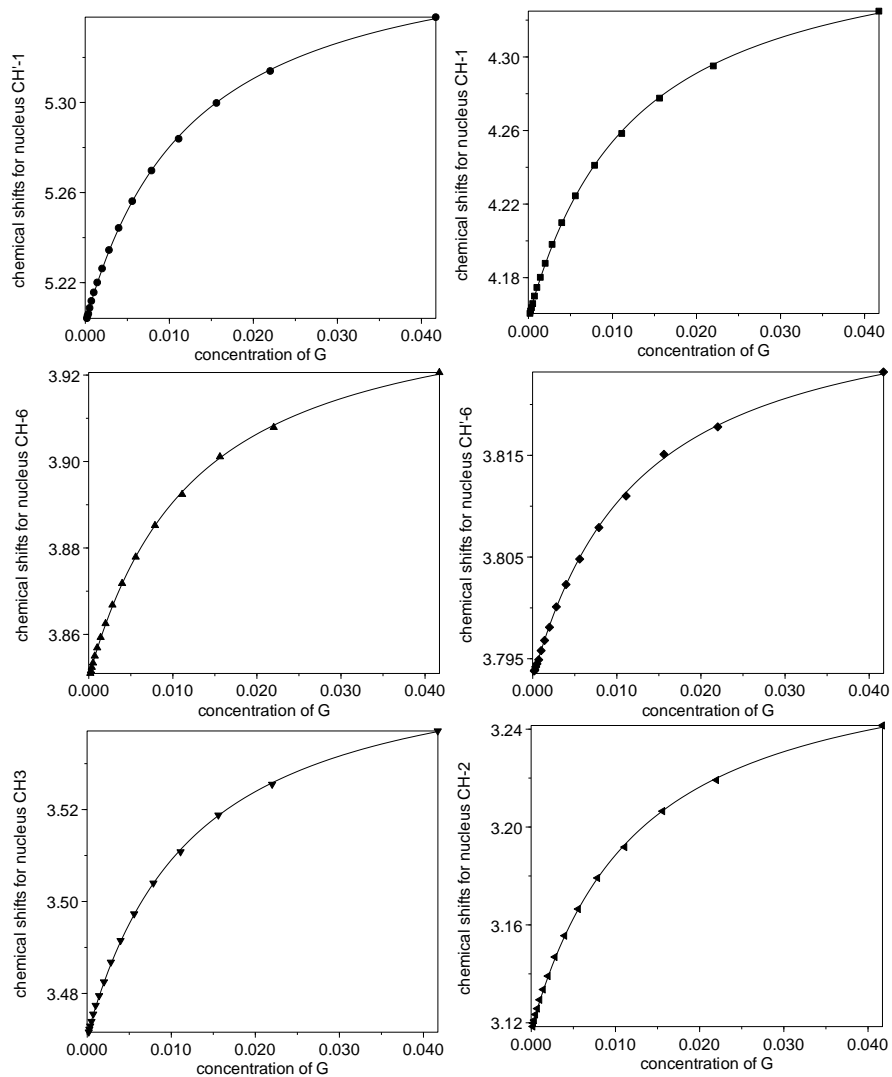 chemical shifts for nucleus CH'-1
5.30
5.26
5.22
0.000 0.010 0.020 0.030 0.040
concentration of G
chemical shifts for nucleus CH-1
4.30
4.26
4.22
4.18
0.000 0.010 0.020 0.030 0.040
concentration of G
chemical shifts for nucleus CH-6
3.92
3.90
3.88
3.86
0.000 0.010 0.020 0.030 0.040
concentration of G
chemical shifts for nucleus CH'-6
3.815
3.805
3.795
0.000 0.010 0.020 0.030 0.040
concentration of G
chemical shifts for nucleus CH3
3.52
3.50
3.48
0.000 0.010 0.020 0.030 0.040
concentration of G
chemical shifts for nucleus CH-2
3.24
3.20
3.16
3.12
0.000 0.010 0.020 0.030 0.040
concentration of G